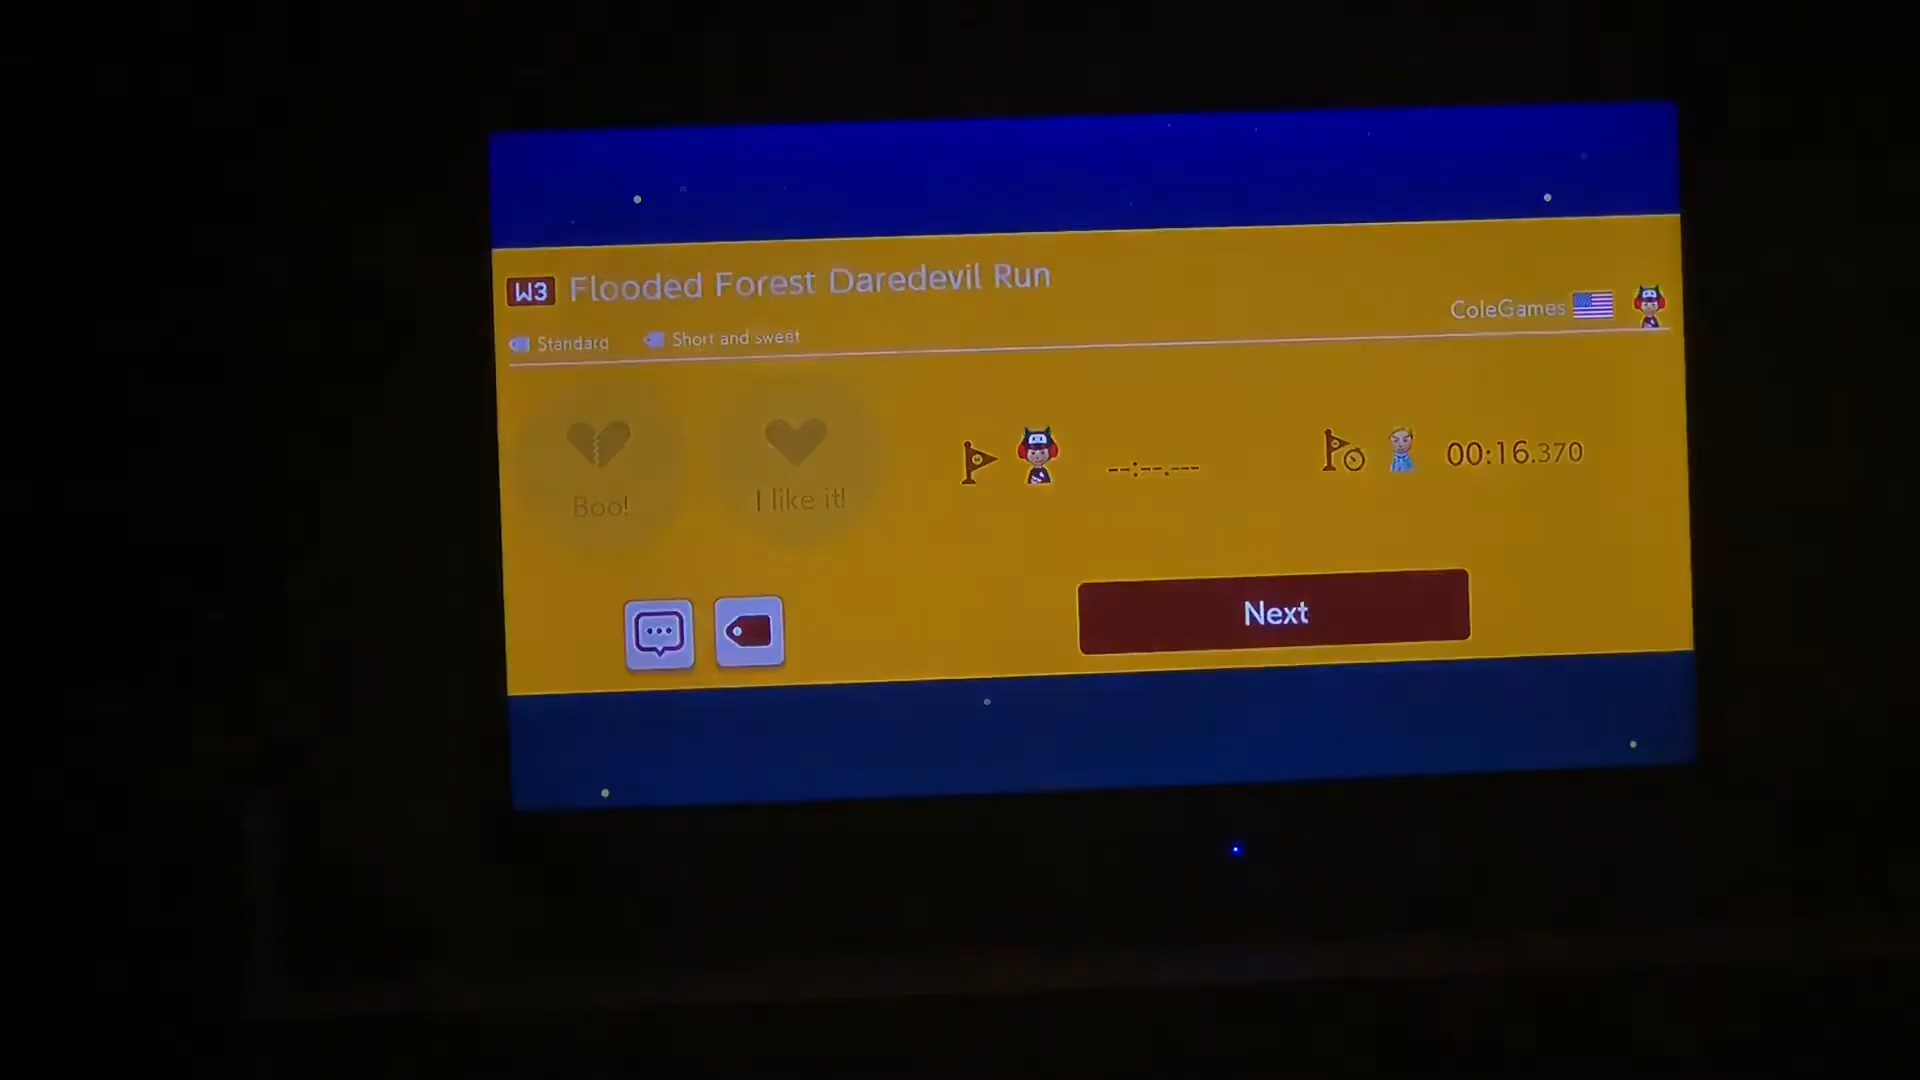 W3 Flooded Forest Daredevil Run
ColeGames
Standard Short and sweet
Boo!
I like it!
--:--.---
00:16.370
Next